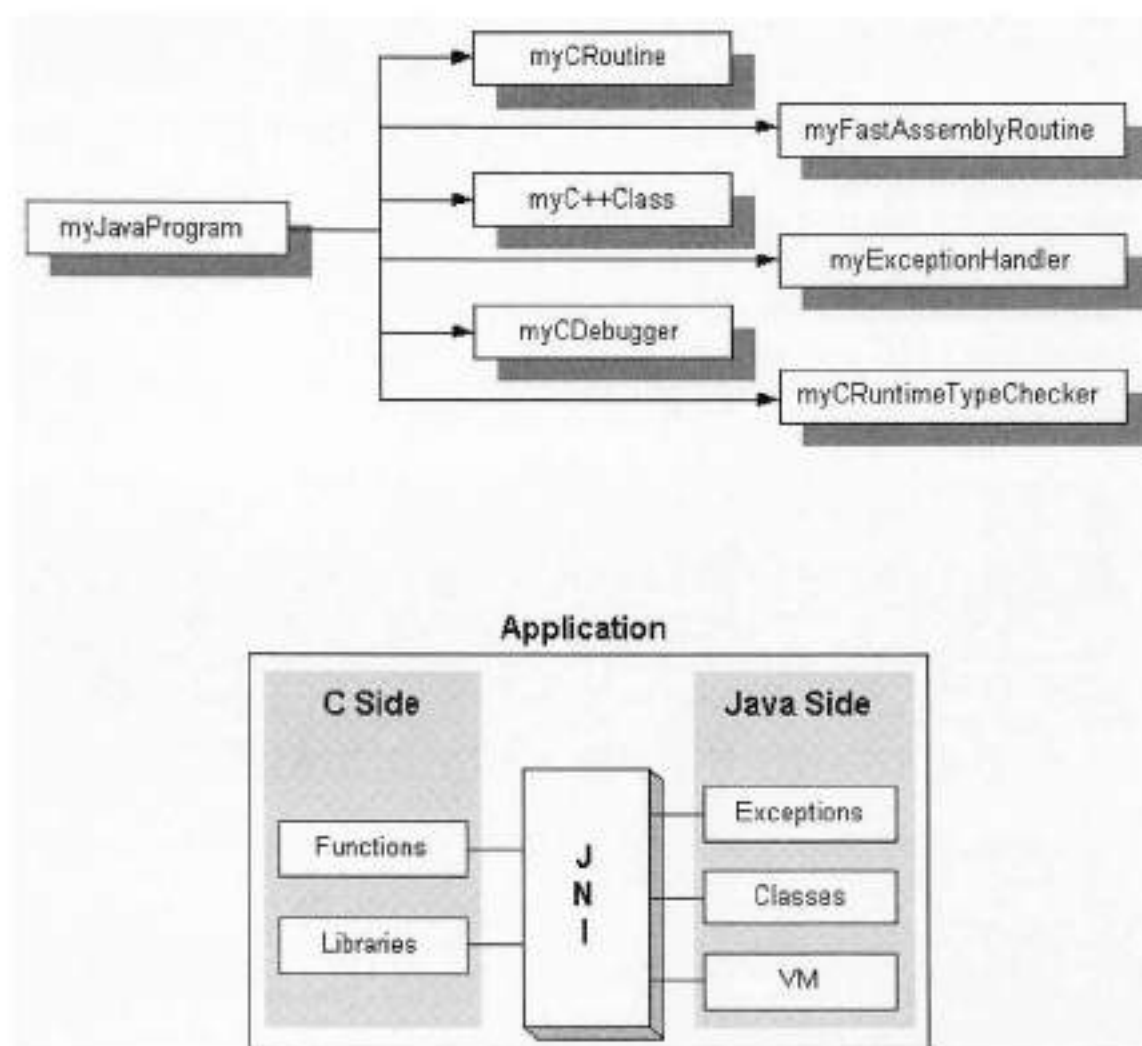 myCRoutine
myFastAssemblyRoutine
myC++Class
myJavaProgram
myExceptionHandler
myCDebugger
myCRuntimeTypeChecker
Application
C Side
Java Side
Exceptions
Functions
J
N
I
Classes
Libraries
VM